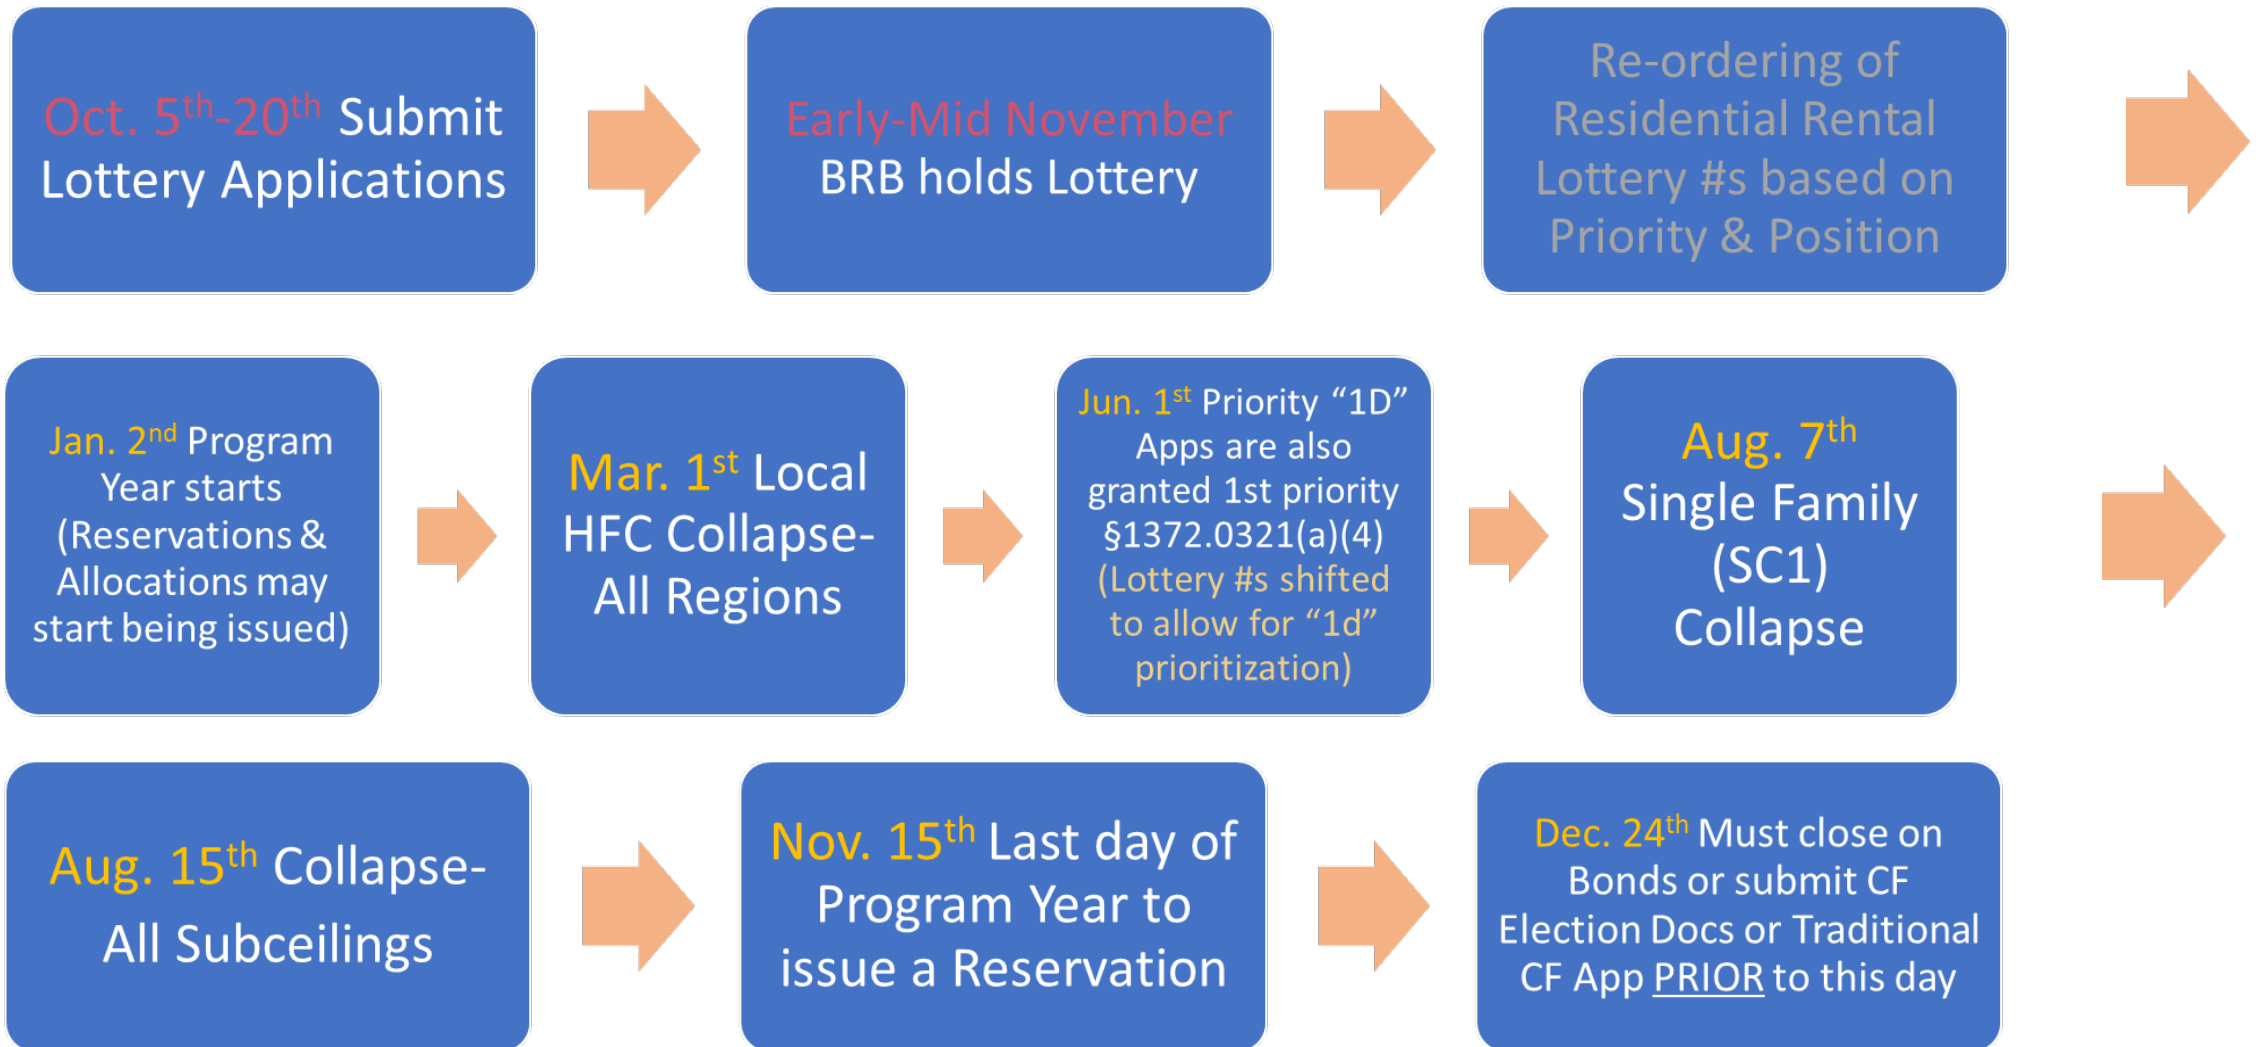 Oct. 5th-20th Submit
Lottery Applications
Early-Mid November
BRB holds Lottery
Re-ordering of
Residential Rental
Lottery #s based on
Priority & Position
Jan. 2nd Program
Year starts
(Reservations &
Allocations may
start being issued)
Mar. 1st Local
HFC Collapse-
All Regions
Jun. 1st Priority “1D”
Apps are also
granted 1st priority
§1372.0321(a)(4)
(Lottery #s shifted
to allow for “1d”
prioritization)
Aug. 7th
Single Family
(SC1)
Collapse
Aug. 15th Collapse-
All Subceilings
Nov. 15th Last day of
Program Year to
issue a Reservation
Dec. 24th Must close on
Bonds or submit CF
Election Docs or Traditional
CF App PRIOR to this day